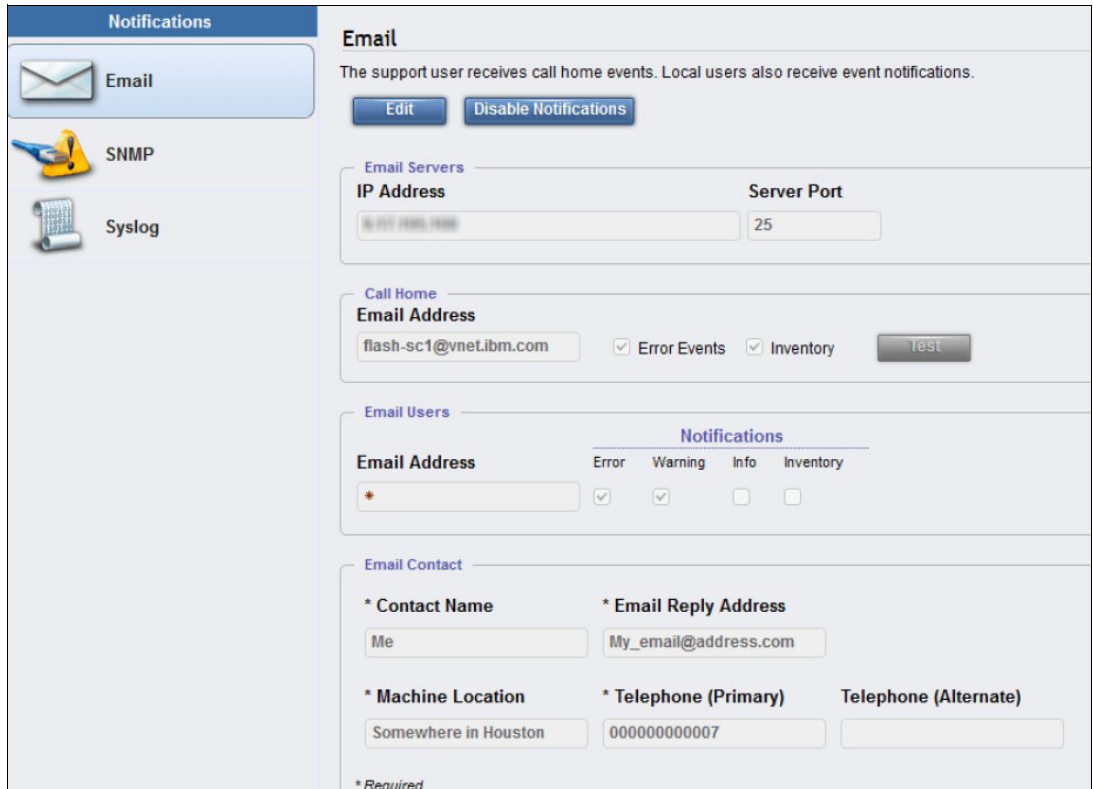 Notifications
Email
SNMP
Syslog
Email
The support user receives call home events. Local users also receive event notifications.
Edit Disable Notifications
Email Servers
IP Address Server Port
25
Call Home
Email Address
flash-sc1@vnet.ibm.com Error Events Inventory Test
Email Users
Notifications
Email Address Error Warning Info Inventory
*
Email Contact
* Contact Name * Email Reply Address
Me My_email@address.com
* Machine Location * Telephone (Primary) Telephone (Alternate)
Somewhere in Houston 000000000007
* Required